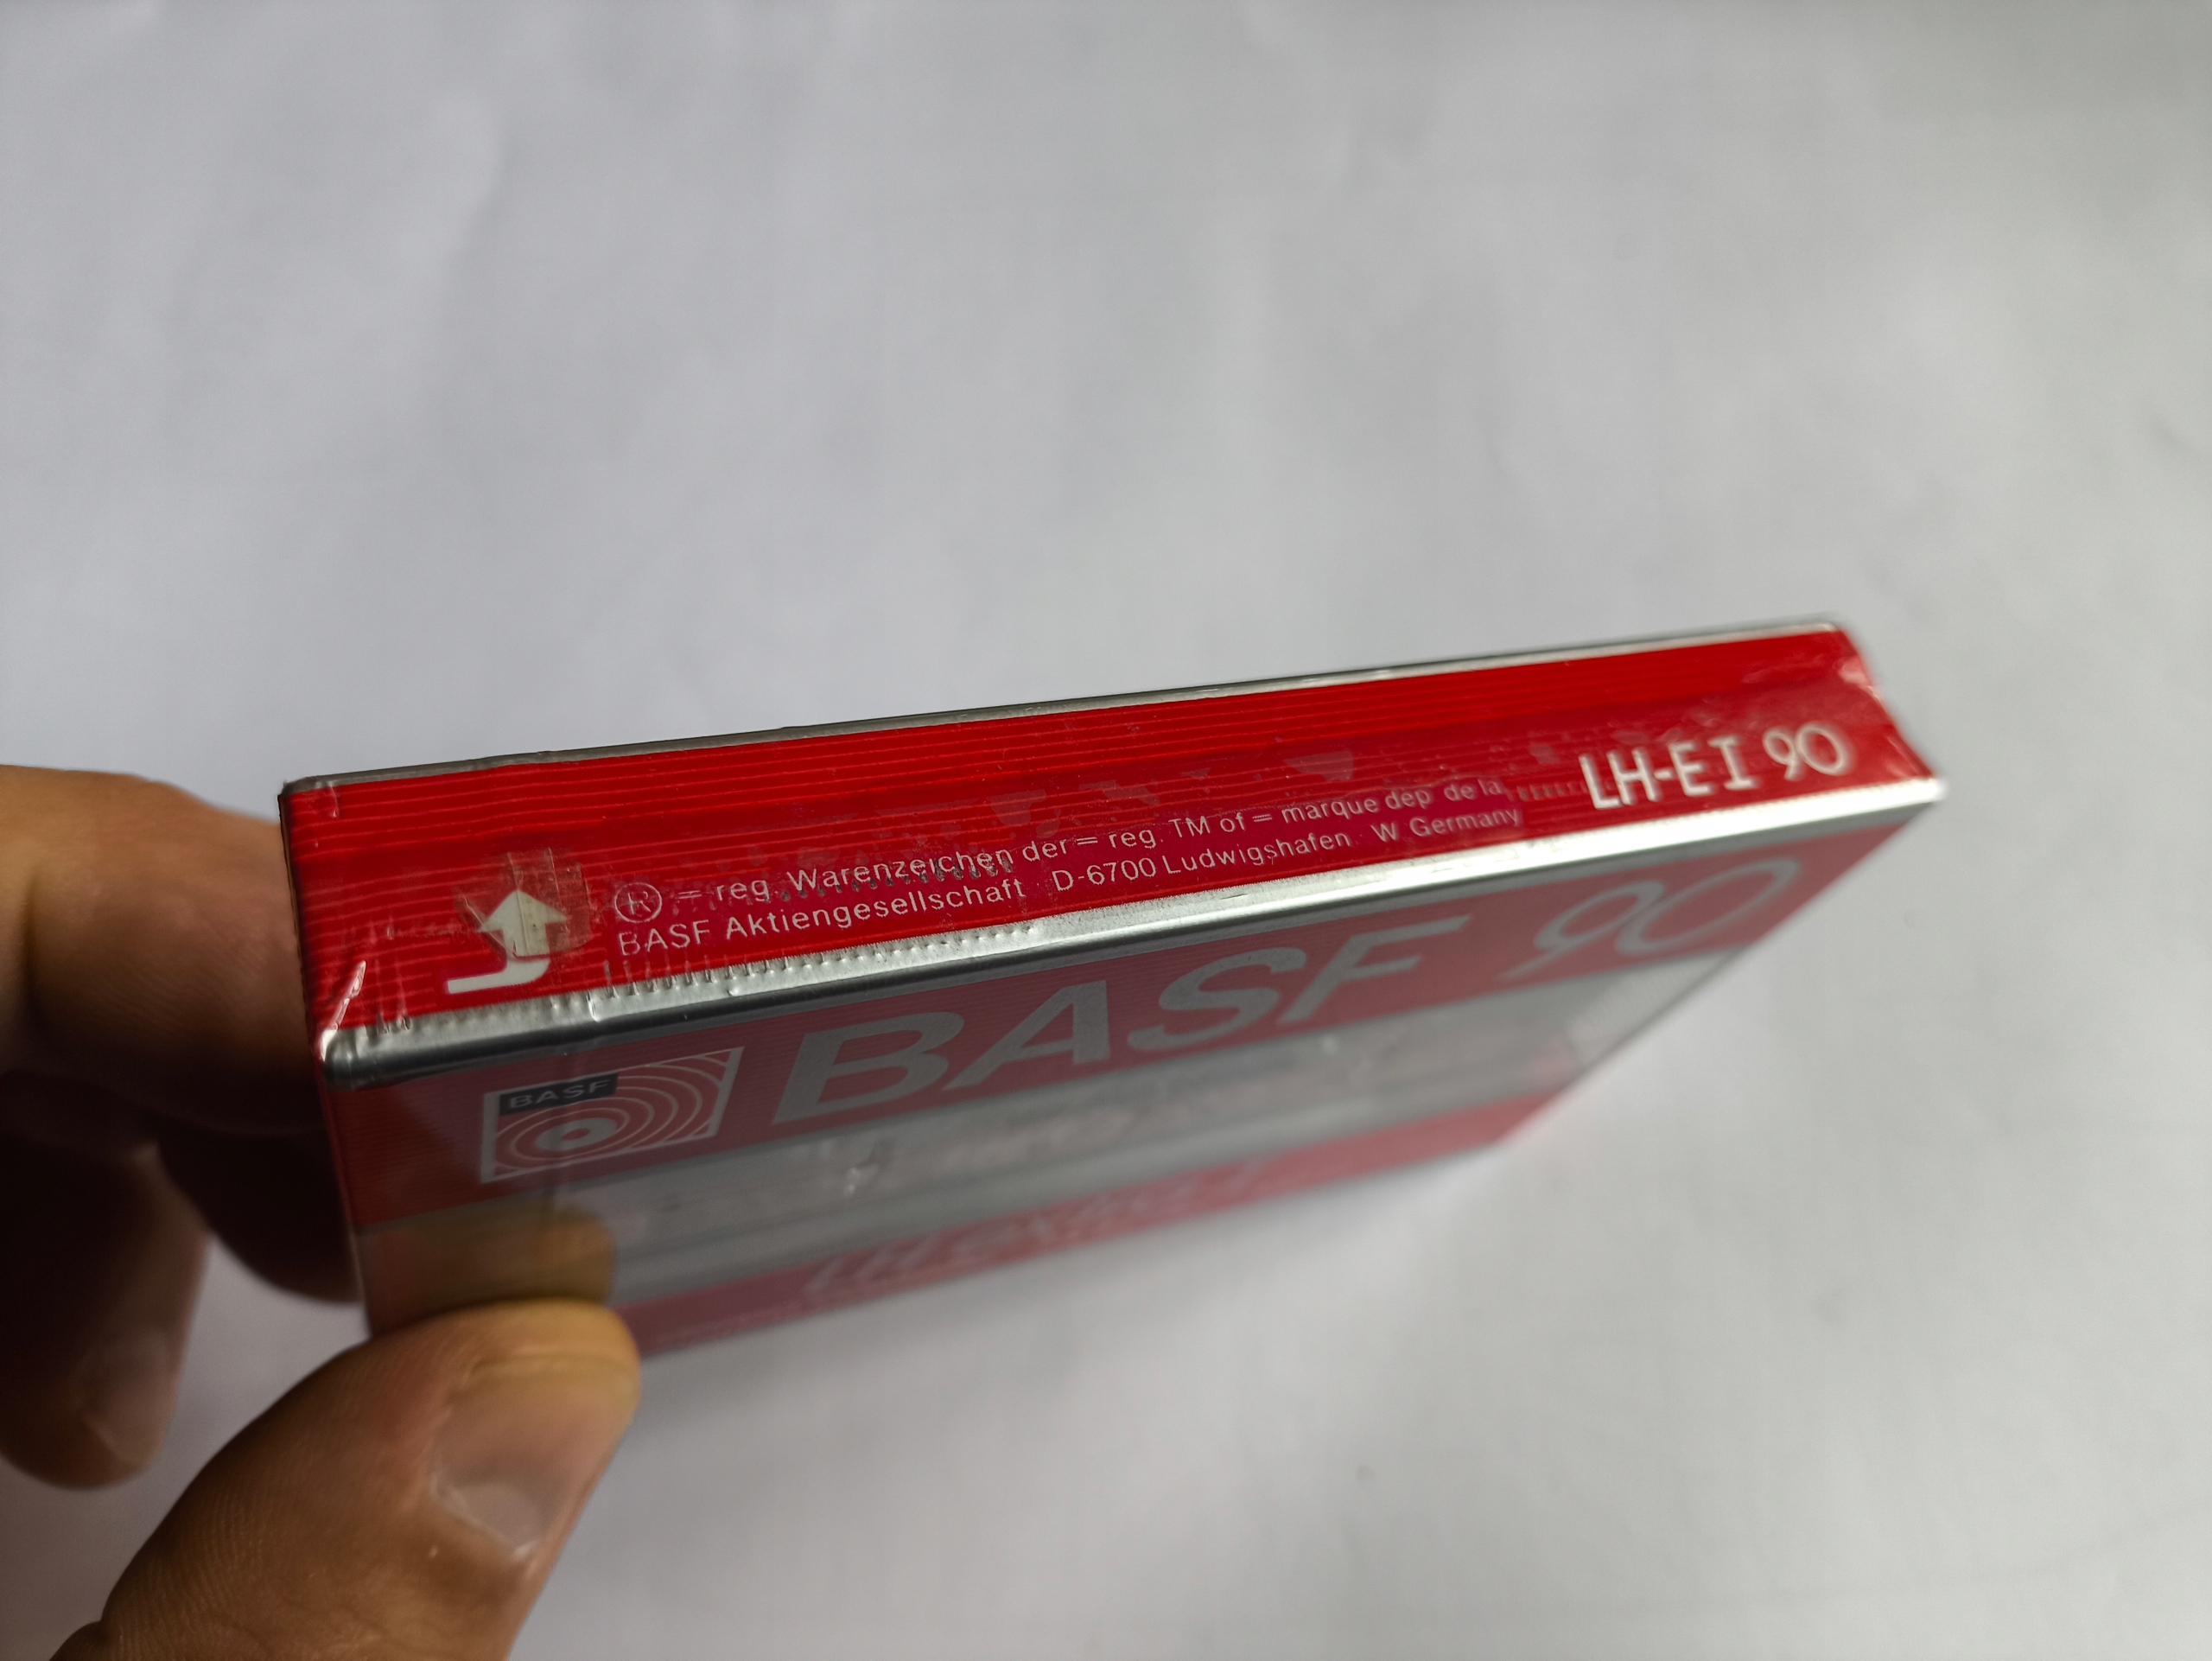 ® = reg. Warenzeichen der = reg. TM of = marque dep de la
BASF Aktiengesellschaft D-6700 Ludwigshafen W Germany
LH-E I 90
BASF 90
BASF